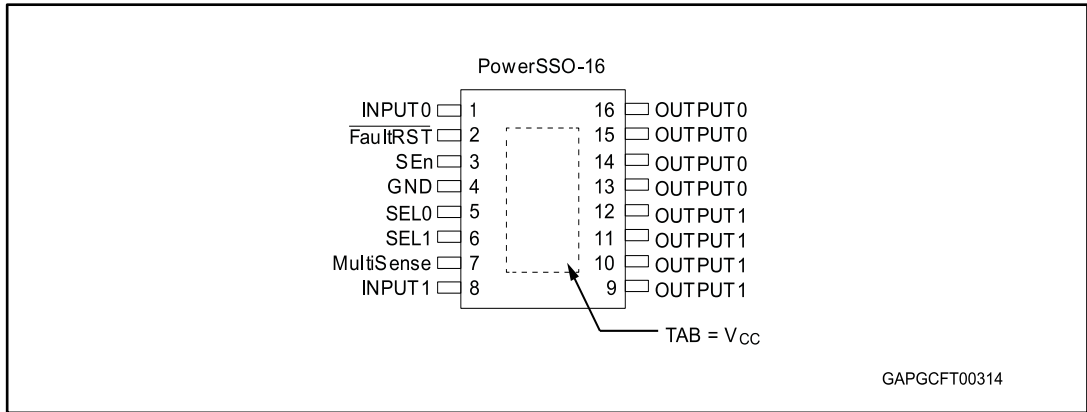 PowerSSO-16
INPUT0 1 16 OUTPUT0
FaultRST 2 15 OUTPUT0
SEn 3 14 OUTPUT0
GND 4 13 OUTPUT0
SEL0 5 12 OUTPUT1
SEL1 6 11 OUTPUT1
MultiSense 7 10 OUTPUT1
INPUT1 8 9 OUTPUT1
TAB = VCC
GAPGCFT00314